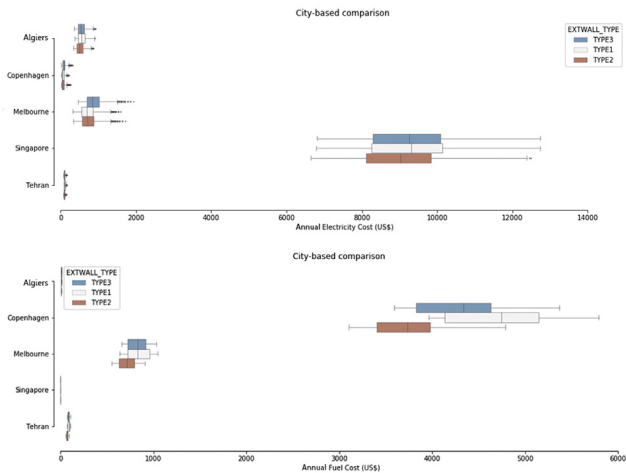 City-based comparison
EXTWALL_TYPE
TYPE3
TYPE1
TYPE2
Algiers
Copenhagen
Melbourne
Singapore
Tehran
0 2000 4000 6000 8000 10000 12000 14000
Annual Electricity Cost (US$)
City-based comparison
EXTWALL_TYPE
TYPE3
TYPE1
TYPE2
Algiers
Copenhagen
Melbourne
Singapore
Tehran
0 1000 3000 4000 5000 6000
Annual Fuel Cost (US$)